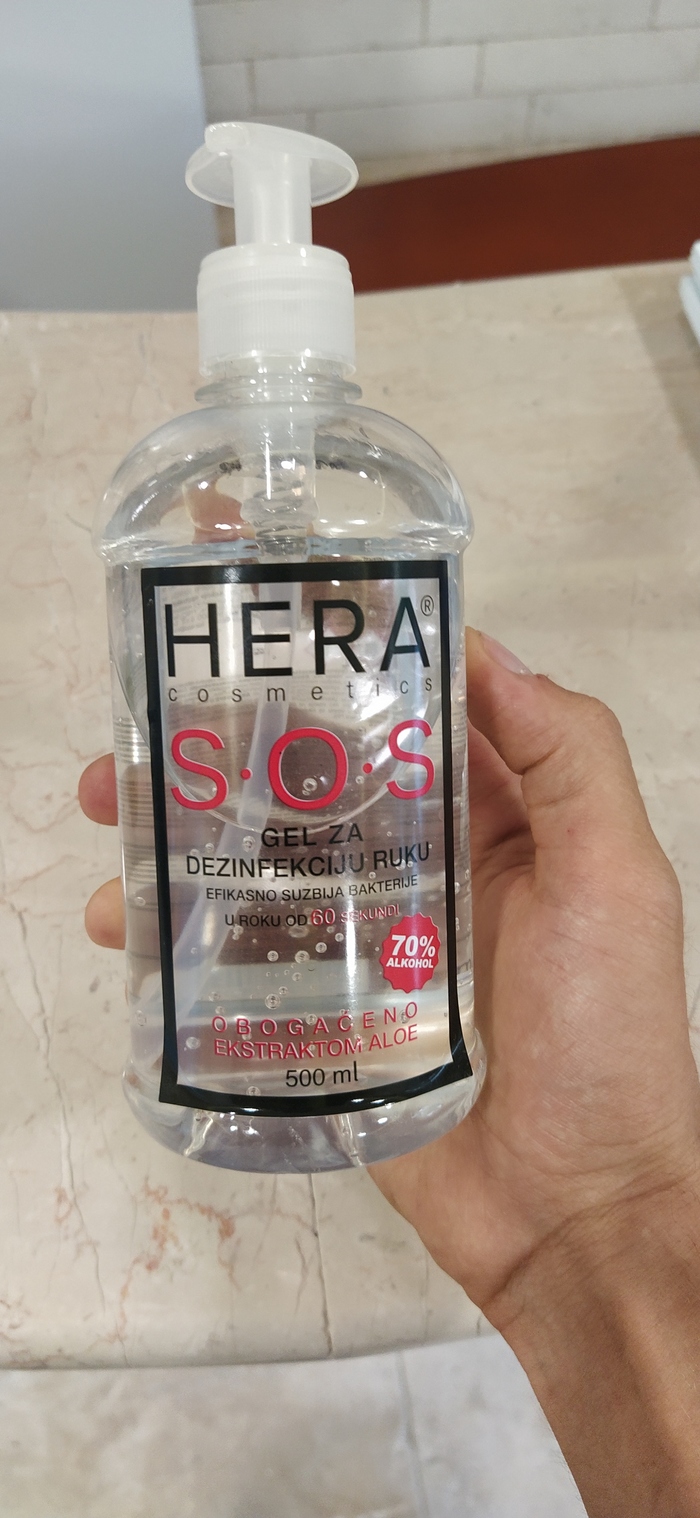 HERA®
cosmetics
S·O·S
GEL ZA
DEZINFEKCIJU RUKU
EFIKASNO SUZBIJA BAKTERIJE
U ROKU OD 60 SEKUNDI
70%
ALKOHOL
OBOGAĆENO
EKSTRAKTOM ALOE
500 ml